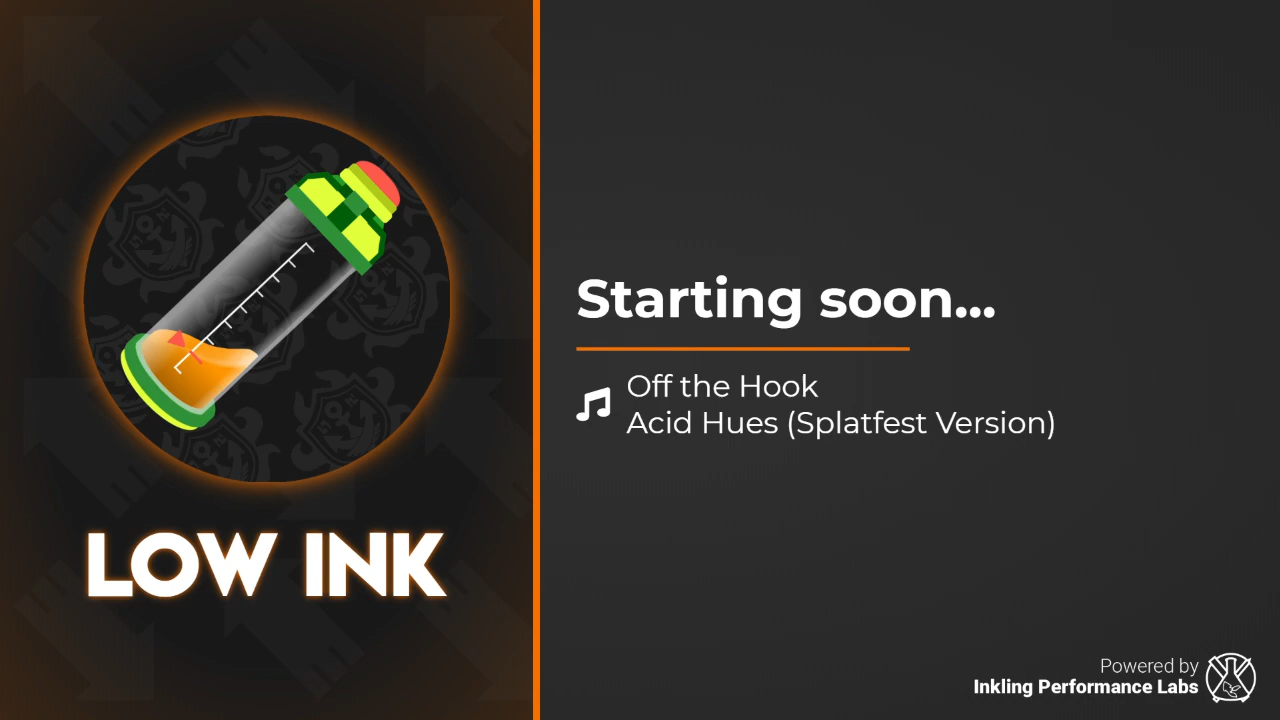 LOW INK
Starting soon...
Off the Hook
Acid Hues (Splatfest Version)
Powered by
Inkling Performance Labs